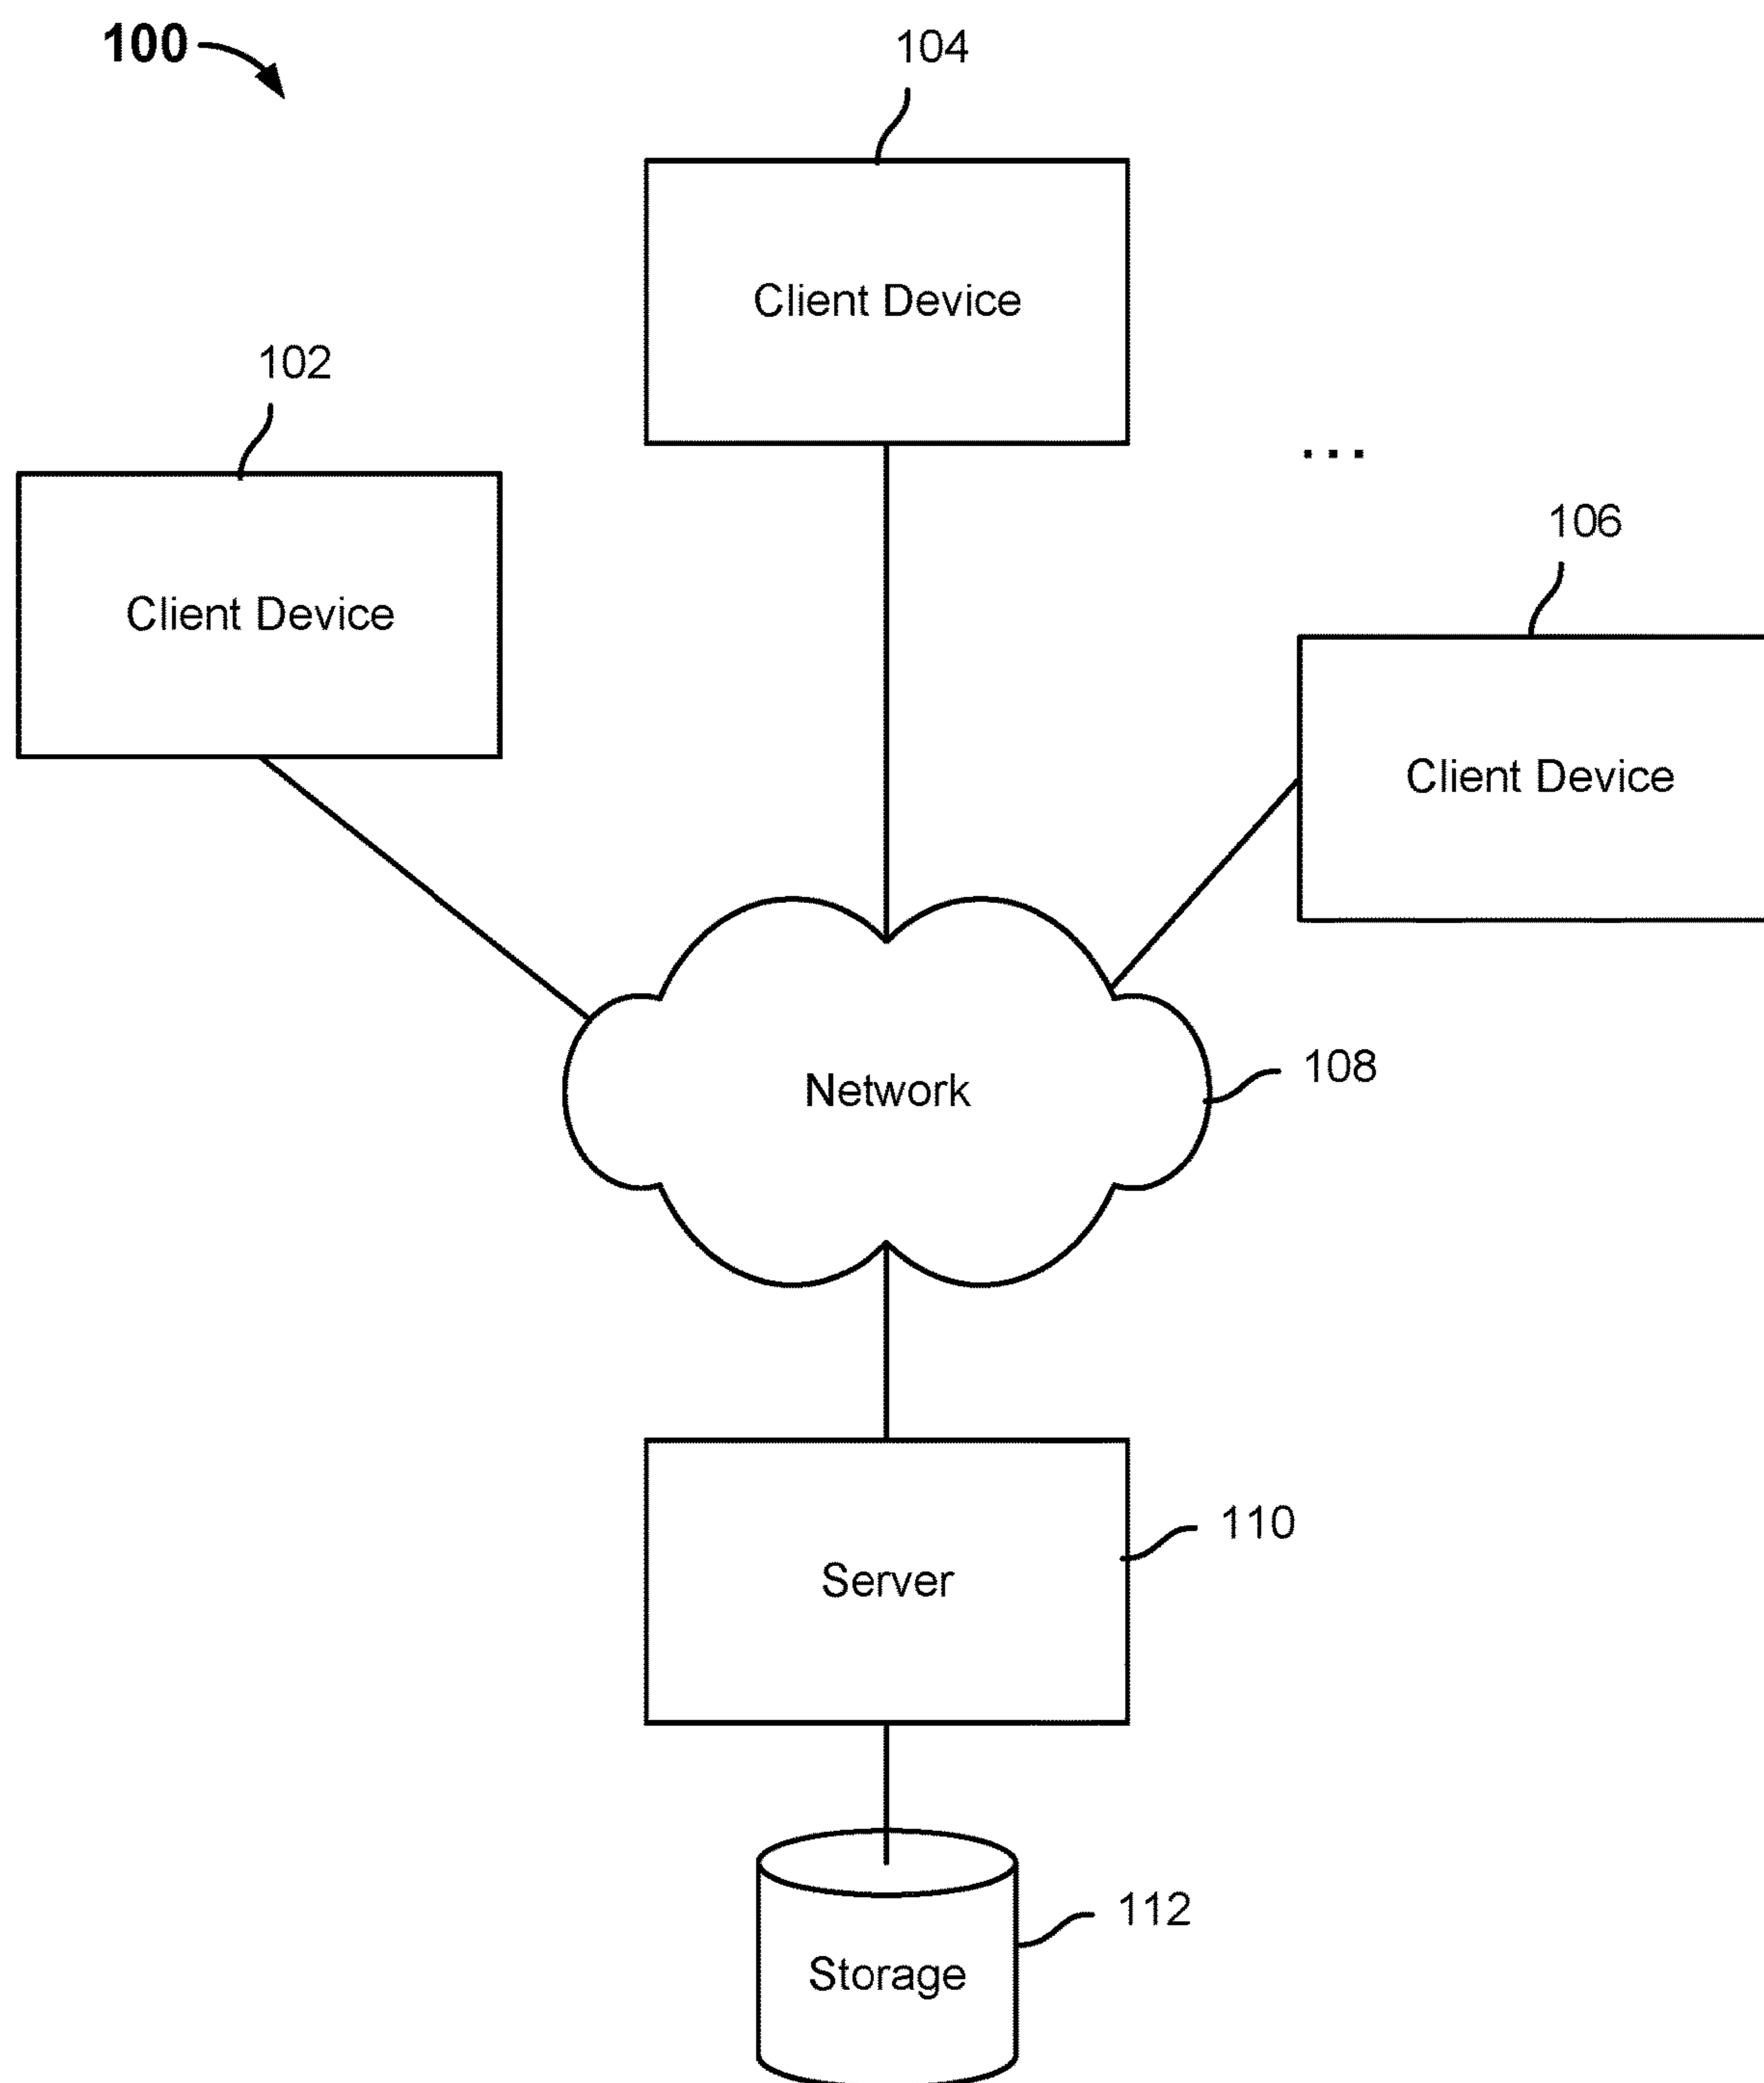 100
104
Client Device
102
Client Device
...
106
Client Device
Network
108
110
Server
112
Storage